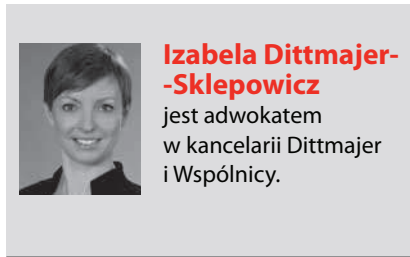 Izabela Dittmajer-
-Sklepowicz
jest adwokatem
w kancelarii Dittmajer
i Wspólnicy.